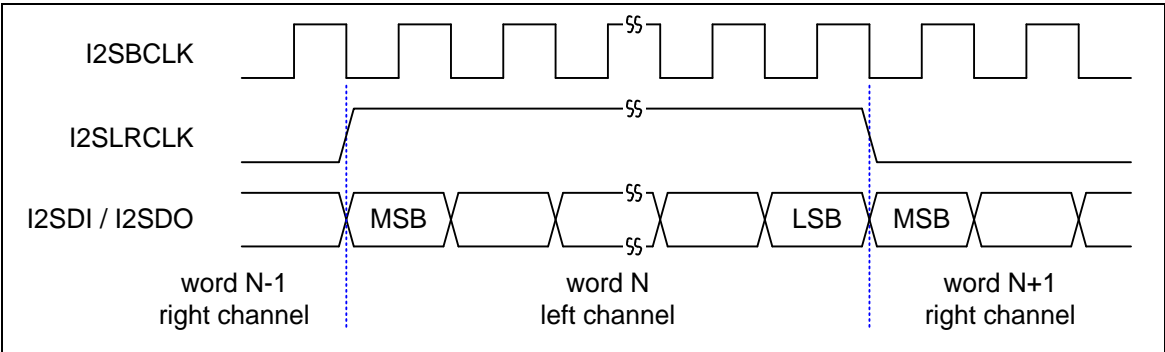 I2SBCLK
I2SLRCLK
I2SDI / I2SDO
MSB
LSB
MSB
word N-1
right channel
word N
left channel
word N+1
right channel